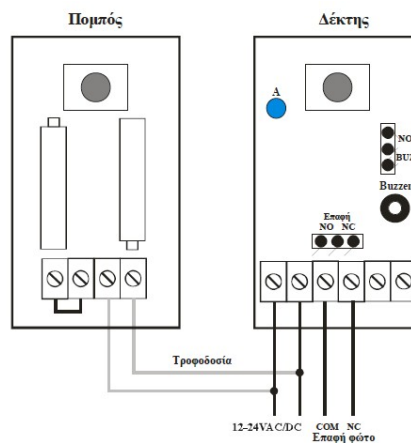 Πομπός
Δέκτης
A
NO
BUZ
Buzzer
Επαφή
NO NC
Τροφοδοσία
12–24VAC/DC
COM NC
Επαφή φώτο